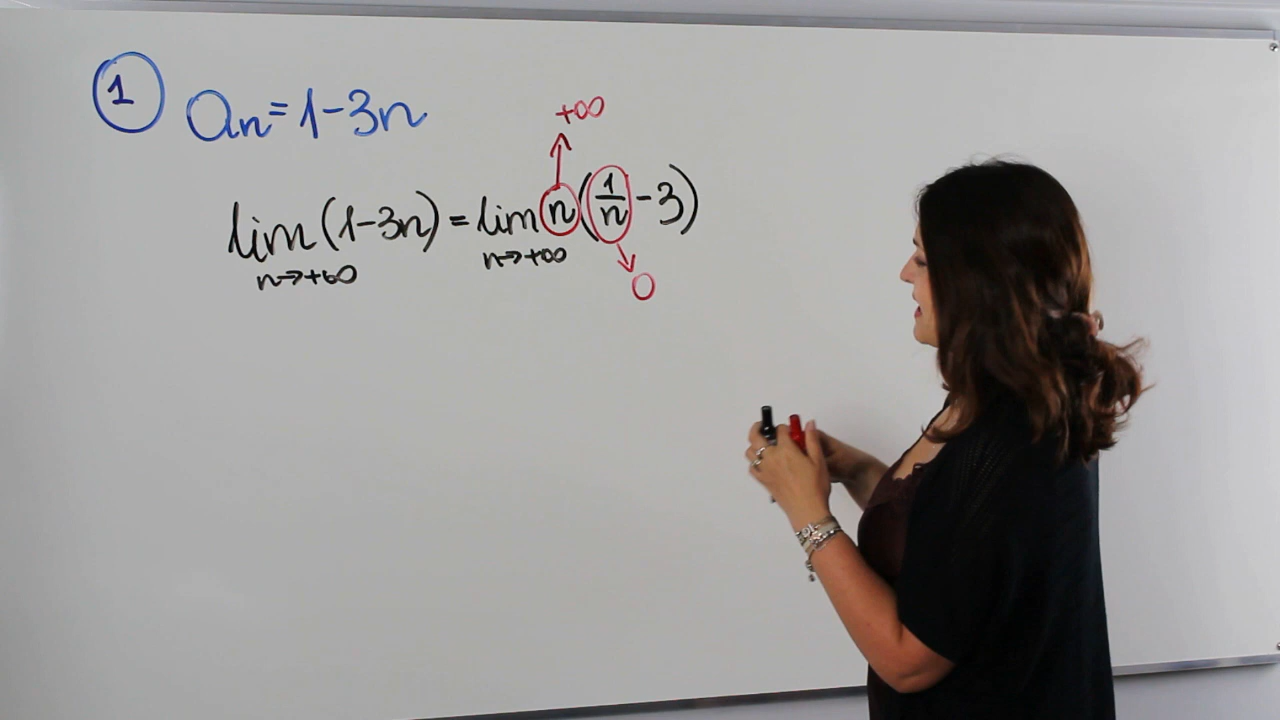 1 an=1-3n
+∞
lim (1-3n) = lim n (1/n - 3)
n→+∞ n→+∞
0